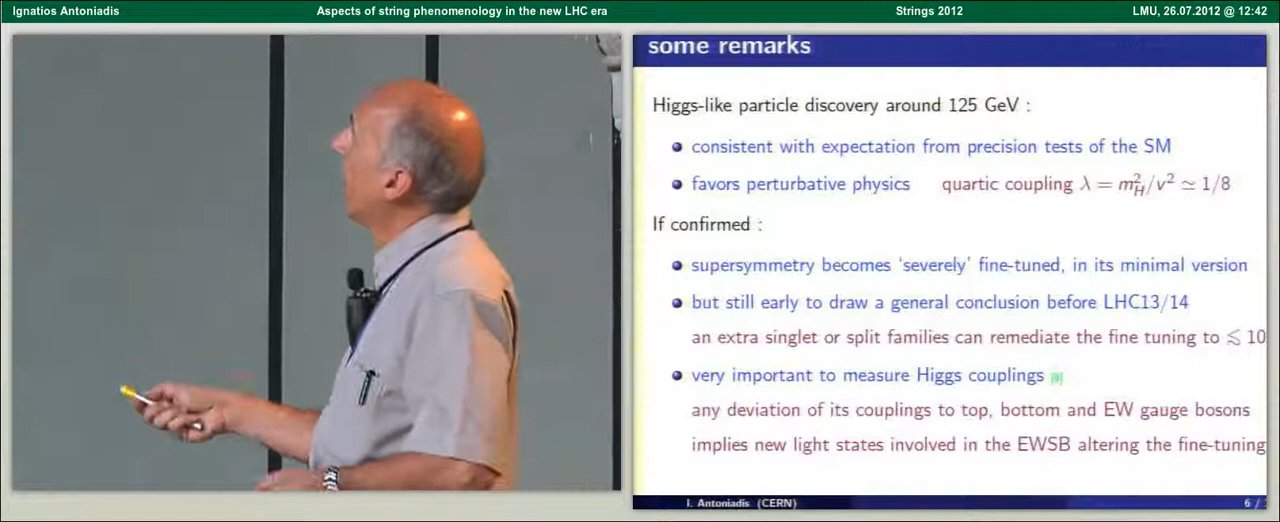 Ignatios Antoniadis Aspects of string phenomenology in the new LHC era Strings 2012 LMU, 26.07.2012 @ 12:42
some remarks
Higgs-like particle discovery around 125 GeV :
consistent with expectation from precision tests of the SM
favors perturbative physics quartic coupling λ = m²_H/v² ≃ 1/8
If confirmed :
supersymmetry becomes 'severely' fine-tuned, in its minimal version
but still early to draw a general conclusion before LHC13/14
an extra singlet or split families can remediate the fine tuning to ≲ 10
very important to measure Higgs couplings
any deviation of its couplings to top, bottom and EW gauge bosons
implies new light states involved in the EWSB altering the fine-tuning
I. Antoniadis (CERN) 6 /